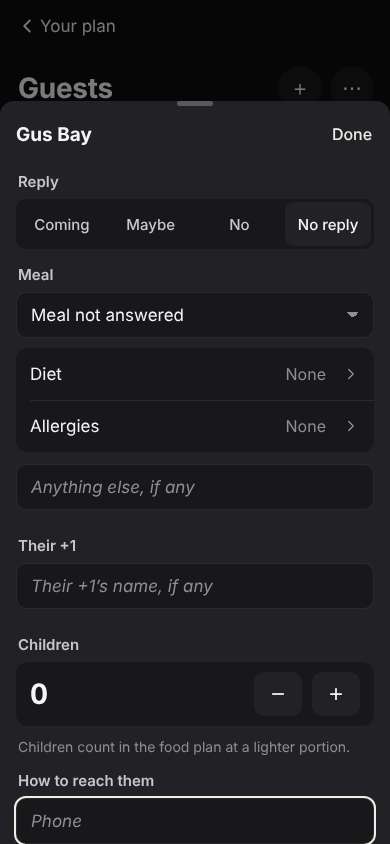 Your plan
Guests
Gus Bay
Done
Reply
Coming Maybe No No reply
Meal
Meal not answered
Diet None
Allergies None
Anything else, if any
Their +1
Their +1's name, if any
Children
0 − +
Children count in the food plan at a lighter portion.
How to reach them
Phone